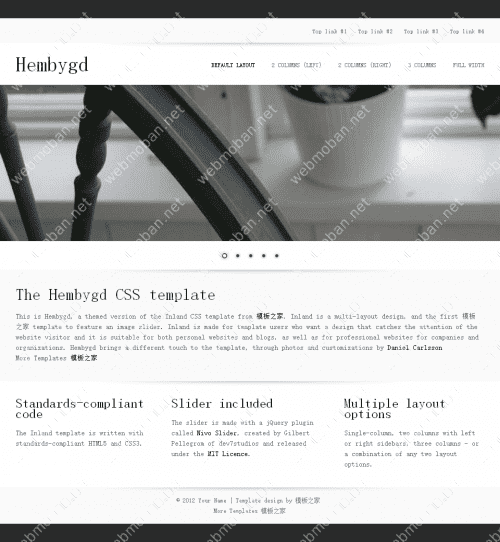 Top link #1 Top link #2 Top link #3 Top link #4
Hembygd
DEFAULT LAYOUT 2 COLUMNS (LEFT) 2 COLUMNS (RIGHT) 3 COLUMNS FULL WIDTH
webmoban.net
The Hembygd CSS template
This is Hembygd, a themed version of the Inland CSS template from 模板之家. Inland is a multi-layout design, and the first 模板
之家 template to feature an image slider. Inland is made for template users who want a design that catches the attention of the
website visitor and it is suitable for both personal websites and blogs, as well as for professional websites for companies and
organisations. Hembygd brings a different touch to the template, through photos and customizations by Daniel Carlsson
More Templates 模板之家
Standards-compliant
code
The Inland template is written with
standards-compliant HTML5 and CSS3.
Slider included
The slider is made with a jQuery plugin
called Nivo Slider, created by Gilbert
Pellegrom of dev7studios and released
under the MIT Licence.
Multiple layout
options
Single-column, two columns with left
or right sidebars, three columns - or
a combination of any two layout
options.
© 2012 Your Name | Template design by 模板之家
More Templates 模板之家